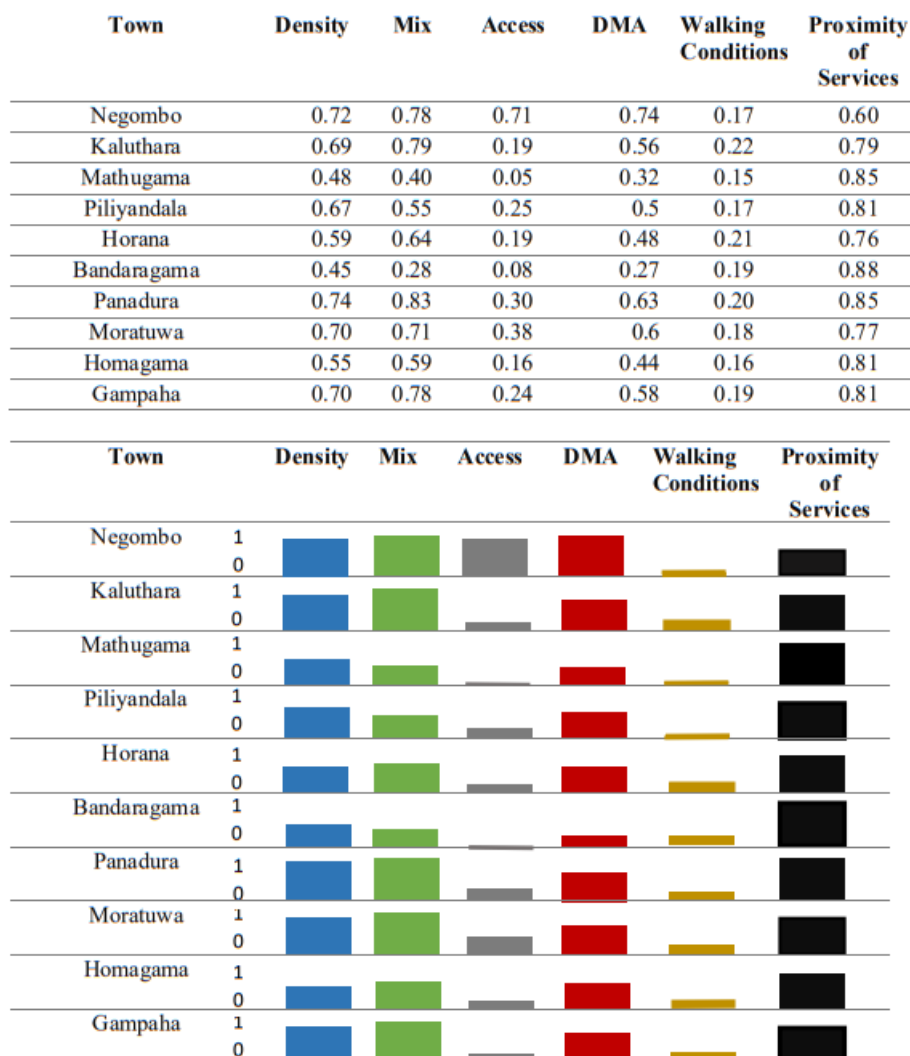 Town Density Mix Access DMA Walking Proximity
Conditions of
Services
Negombo 0.72 0.78 0.71 0.74 0.17 0.60
Kaluthara 0.69 0.79 0.19 0.56 0.22 0.79
Mathugama 0.48 0.40 0.05 0.32 0.15 0.85
Piliyandala 0.67 0.55 0.25 0.5 0.17 0.81
Horana 0.59 0.64 0.19 0.48 0.21 0.76
Bandaragama 0.45 0.28 0.08 0.27 0.19 0.88
Panadura 0.74 0.83 0.30 0.63 0.20 0.85
Moratuwa 0.70 0.71 0.38 0.6 0.18 0.77
Homagama 0.55 0.59 0.16 0.44 0.16 0.81
Gampaha 0.70 0.78 0.24 0.58 0.19 0.81
Town Density Mix Access DMA Walking Proximity
Conditions of
Services
Negombo 1
0
Kaluthara 1
0
Mathugama 1
0
Piliyandala 1
0
Horana 1
0
Bandaragama 1
0
Panadura 1
0
Moratuwa 1
0
Homagama 1
0
Gampaha 1
0